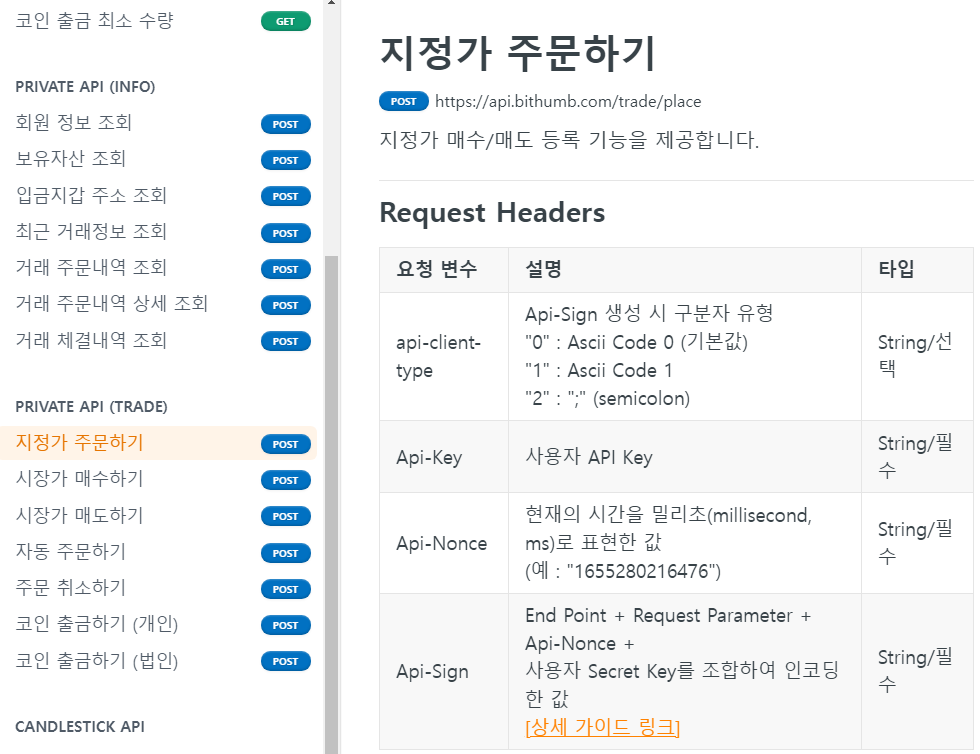 코인 출금 최소 수량 GET
PRIVATE API (INFO)
회원 정보 조회 POST
보유자산 조회 POST
입금지갑 주소 조회 POST
최근 거래정보 조회 POST
거래 주문내역 조회 POST
거래 주문내역 상세 조회 POST
거래 체결내역 조회 POST
PRIVATE API (TRADE)
지정가 주문하기 POST
시장가 매수하기 POST
시장가 매도하기 POST
자동 주문하기 POST
주문 취소하기 POST
코인 출금하기 (개인) POST
코인 출금하기 (법인) POST
CANDLESTICK API
지정가 주문하기
POST https://api.bithumb.com/trade/place
지정가 매수/매도 등록 기능을 제공합니다.
Request Headers
요청 변수 설명 타입
api-client-
type
Api-Sign 생성 시 구분자 유형
"0" : Ascii Code 0 (기본값)
"1" : Ascii Code 1
"2" : ";" (semicolon)
String/선
택
Api-Key
사용자 API Key
String/필
수
Api-Nonce
현재의 시간을 밀리초(millisecond,
ms)로 표현한 값
(예 : "1655280216476")
String/필
수
Api-Sign
End Point + Request Parameter +
Api-Nonce +
사용자 Secret Key를 조합하여 인코딩
한 값
[상세 가이드 링크]
String/필
수